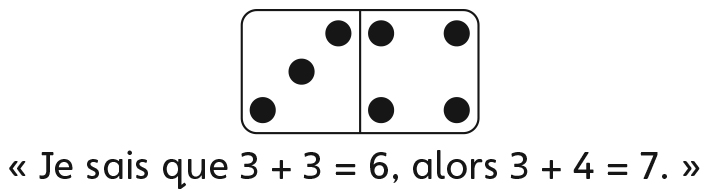 « Je sais que 3 + 3 = 6, alors 3 + 4 = 7. »